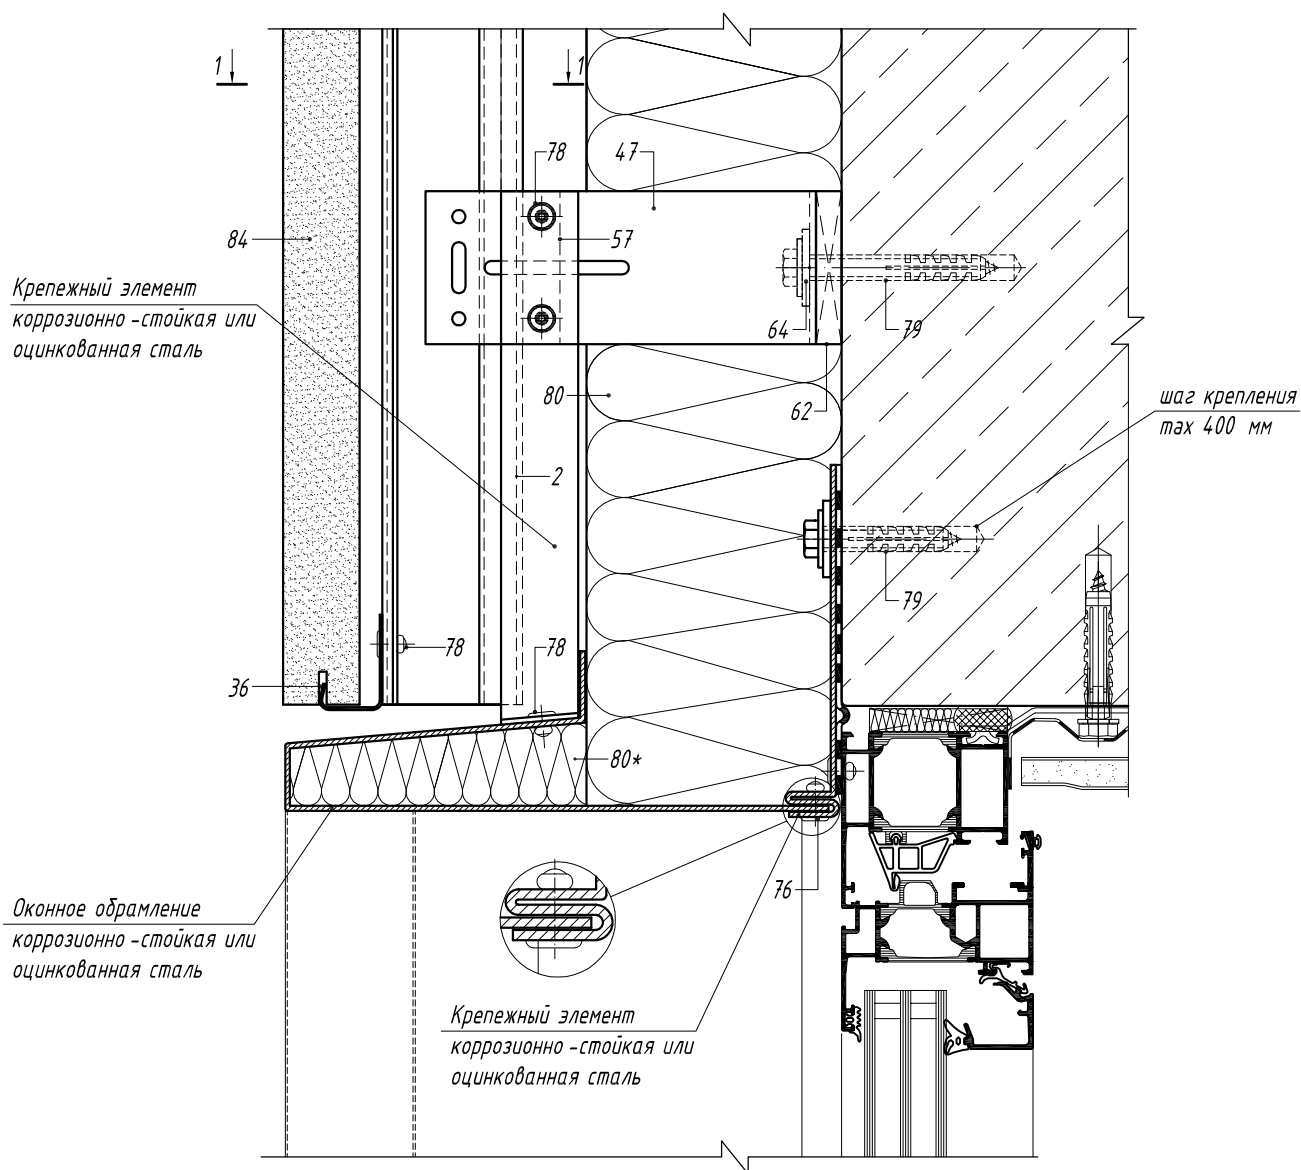 1
1
78
47
84
57
Крепежный элемент
коррозионно-стойкая или
оцинкованная сталь
64
79
80
62
шаг крепления
max 400 мм
2
79
78
78
36
80*
76
Оконное обрамление
коррозионно-стойкая или
оцинкованная сталь
Крепежный элемент
коррозионно-стойкая или
оцинкованная сталь